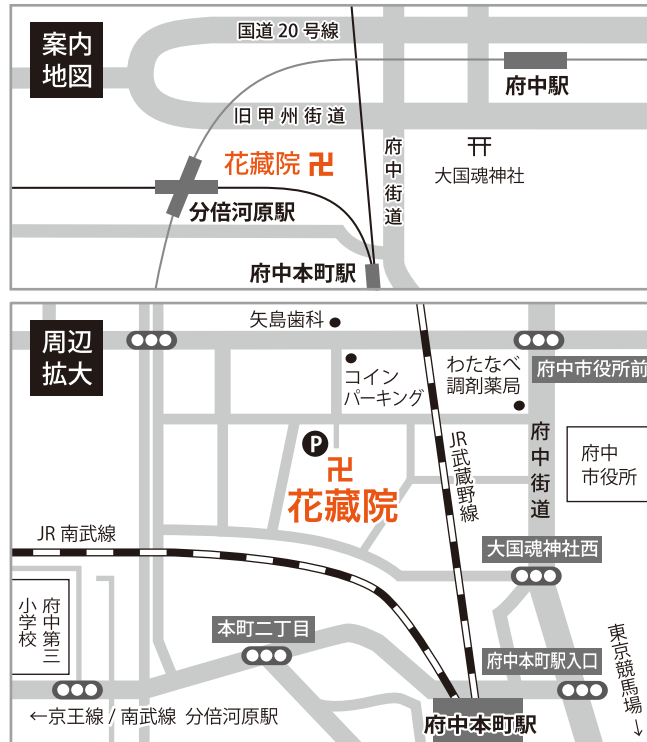 案内
地図
国道20号線
府中駅
旧甲州街道
府中街道
花蔵院 卍
大国魂神社
分倍河原駅
府中本町駅
周辺
拡大
矢島歯科
コイン
パーキング
わたなべ
調剤薬局
府中市役所前
P
卍
花蔵院
JR武蔵野線
府中街道
府中
市役所
JR南武線
大国魂神社西
府中第三
小学校
本町二丁目
府中本町駅入口
東京競馬場→
←京王線/南武線 分倍河原駅
府中本町駅